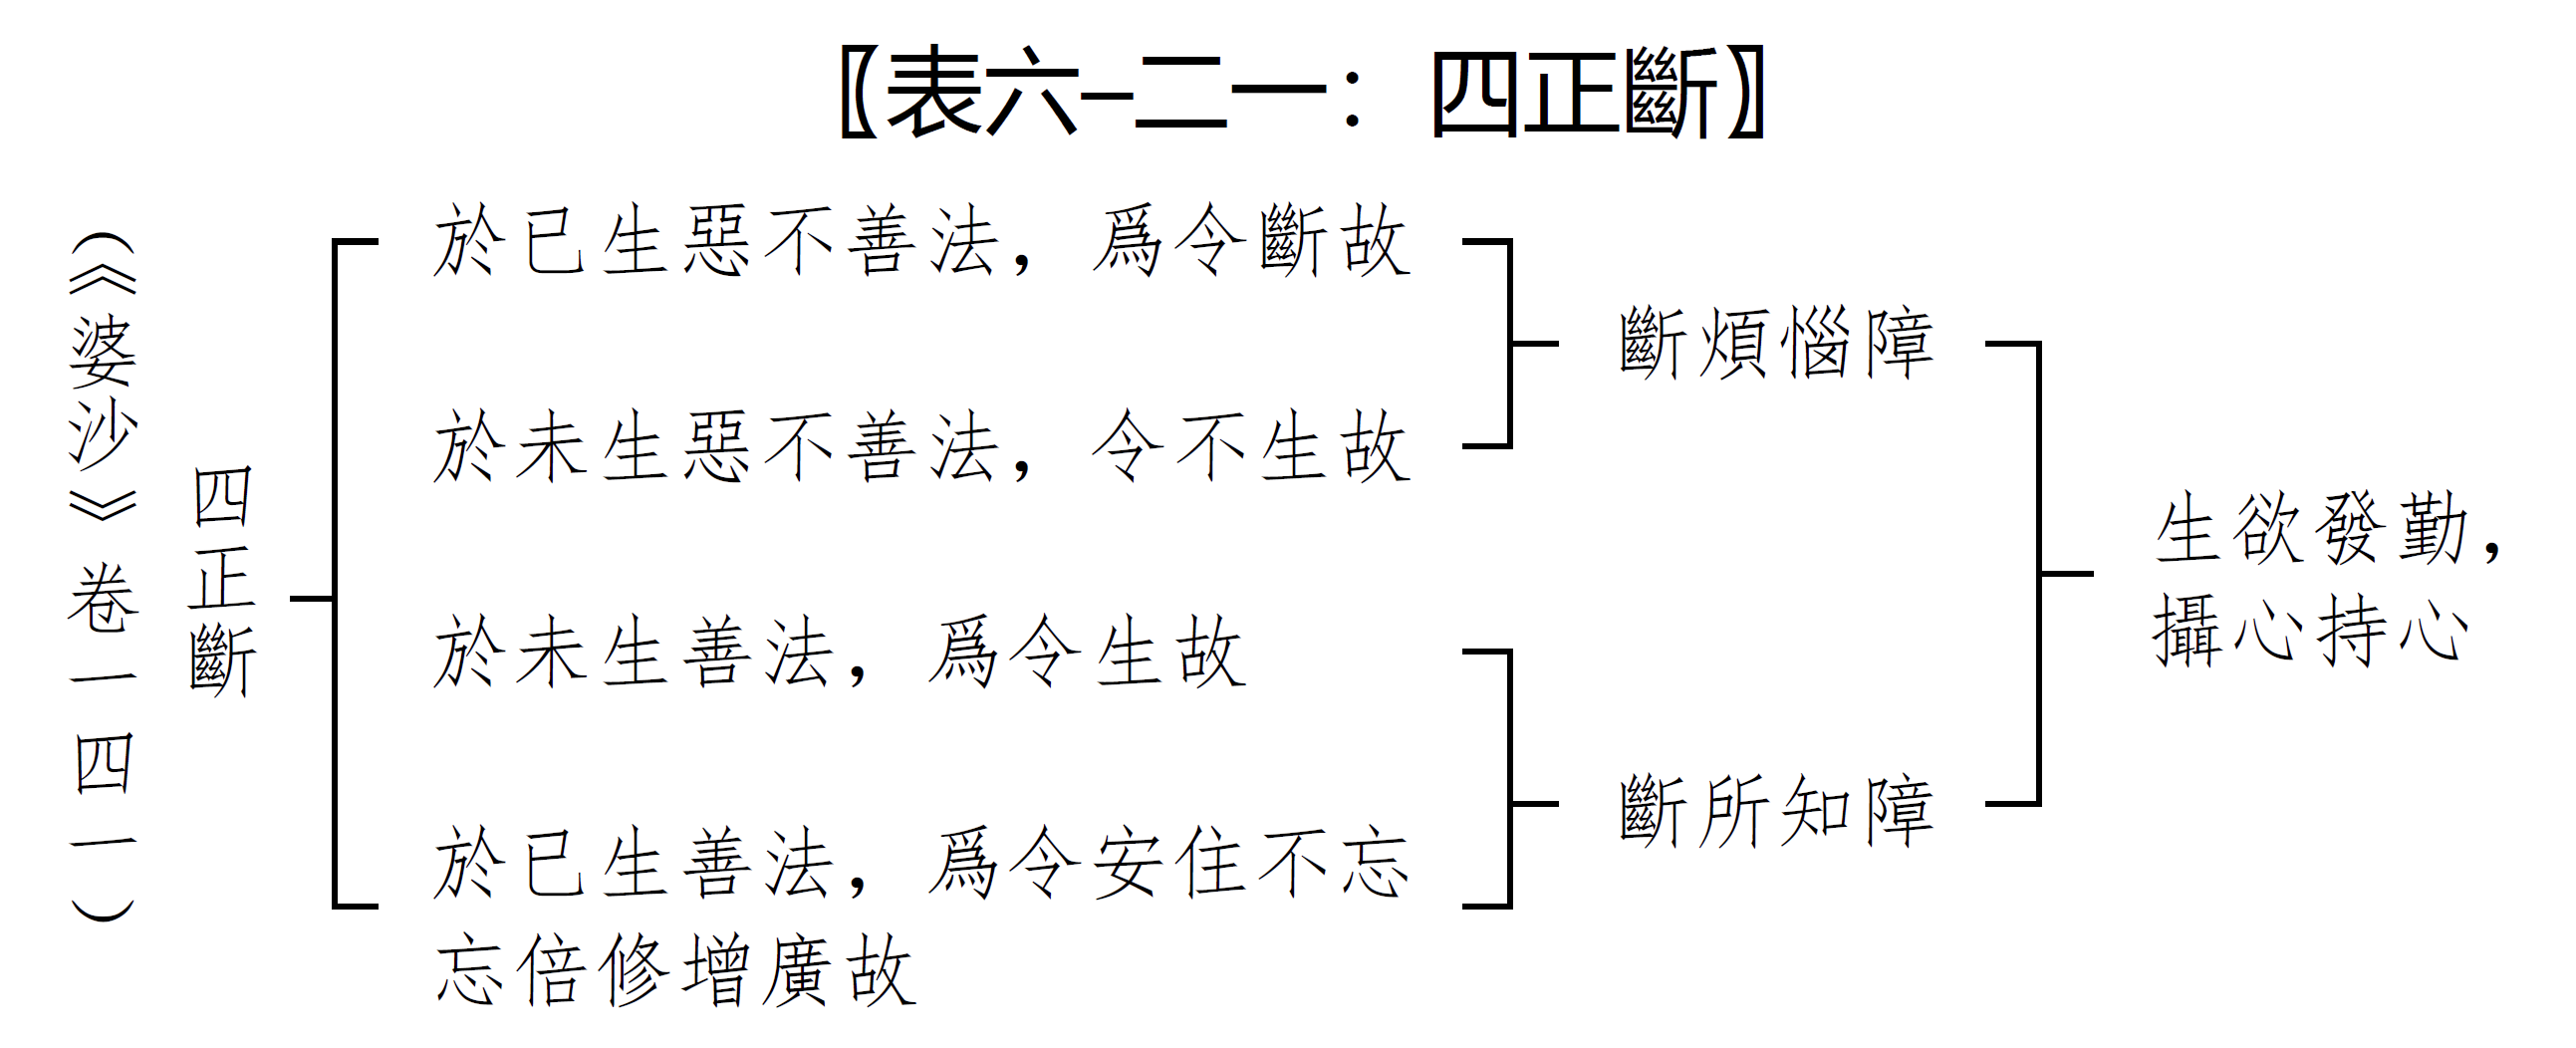 〖表六–二一：四正斷〗
（《婆沙》卷一四一）
四正斷
於已生惡不善法，爲令斷故
於未生惡不善法，令不生故
於未生善法，爲令生故
於已生善法，爲令安住不忘
忘倍修增廣故
斷煩惱障
斷所知障
生欲發勤，
攝心持心